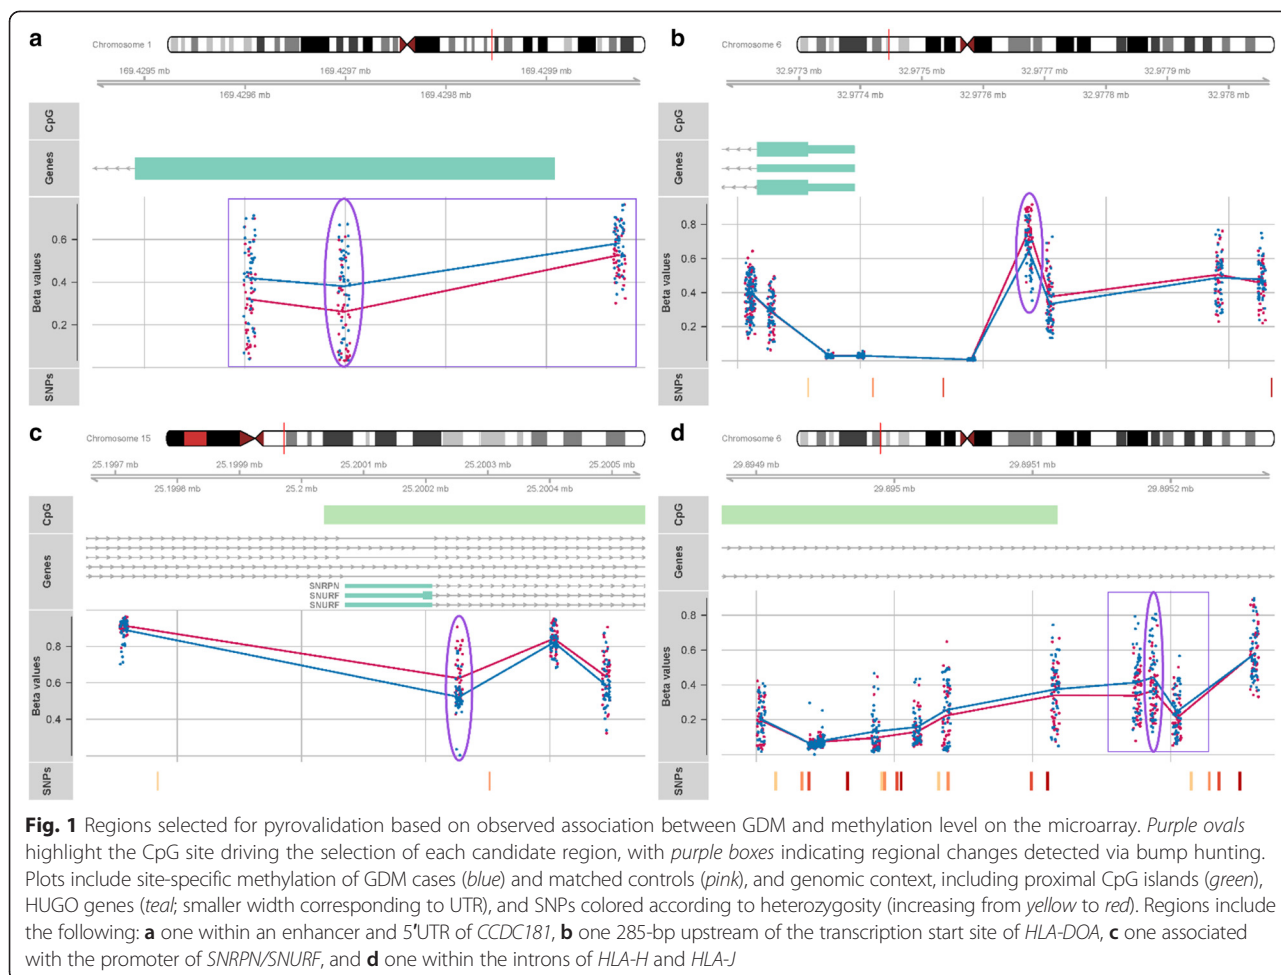 a
Chromosome 1
169.4295 mb 169.4297 mb 169.4299 mb
169.4296 mb 169.4298 mb
CpG
Genes
Beta values
0.6
0.4
0.2
SNPs
b
Chromosome 6
32.9773 mb 32.9775 mb 32.9777 mb 32.9779 mb
32.9774 mb 32.9776 mb 32.9778 mb 32.978 mb
CpG
Genes
Beta values
0.8
0.6
0.4
0.2
SNPs
c
Chromosome 15
25.1997 mb 25.1999 mb 25.2001 mb 25.2003 mb 25.2005 mb
25.1998 mb 25.2 mb 25.2002 mb 25.2004 mb
CpG
Genes
SNRPN
SNURF
SNURF
Beta values
0.8
0.6
0.4
SNPs
d
Chromosome 6
29.8949 mb 29.8951 mb
29.895 mb 29.8952 mb
CpG
Genes
Beta values
0.8
0.6
0.4
0.2
SNPs
Fig. 1 Regions selected for pyrovalidation based on observed association between GDM and methylation level on the microarray. Purple ovals
highlight the CpG site driving the selection of each candidate region, with purple boxes indicating regional changes detected via bump hunting.
Plots include site-specific methylation of GDM cases (blue) and matched controls (pink), and genomic context, including proximal CpG islands (green),
HUGO genes (teal; smaller width corresponding to UTR), and SNPs colored according to heterozygosity (increasing from yellow to red). Regions include
the following: a one within an enhancer and 5′UTR of CCDC181, b one 285-bp upstream of the transcription start site of HLA-DOA, c one associated
with the promoter of SNRPN/SNURF, and d one within the introns of HLA-H and HLA-J